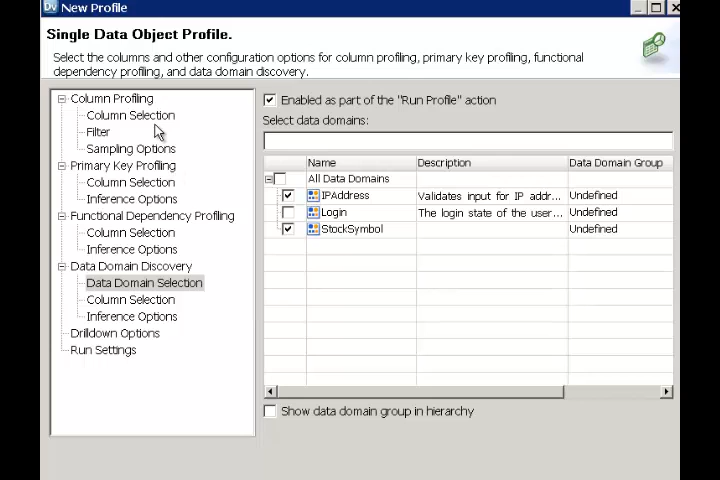 Dv New Profile
Single Data Object Profile.
Select the columns and other configuration options for column profiling, primary key profiling, functional
dependency profiling, and data domain discovery.
Column Profiling
Column Selection
Filter
Sampling Options
Primary Key Profiling
Column Selection
Inference Options
Functional Dependency Profiling
Column Selection
Inference Options
Data Domain Discovery
Data Domain Selection
Column Selection
Inference Options
Drilldown Options
Run Settings
Enabled as part of the "Run Profile" action
Select data domains:
Name Description Data Domain Group
All Data Domains
IPAddress Validates input for IP addr... Undefined
Login The login state of the user... Undefined
StockSymbol Undefined
Show data domain group in hierarchy